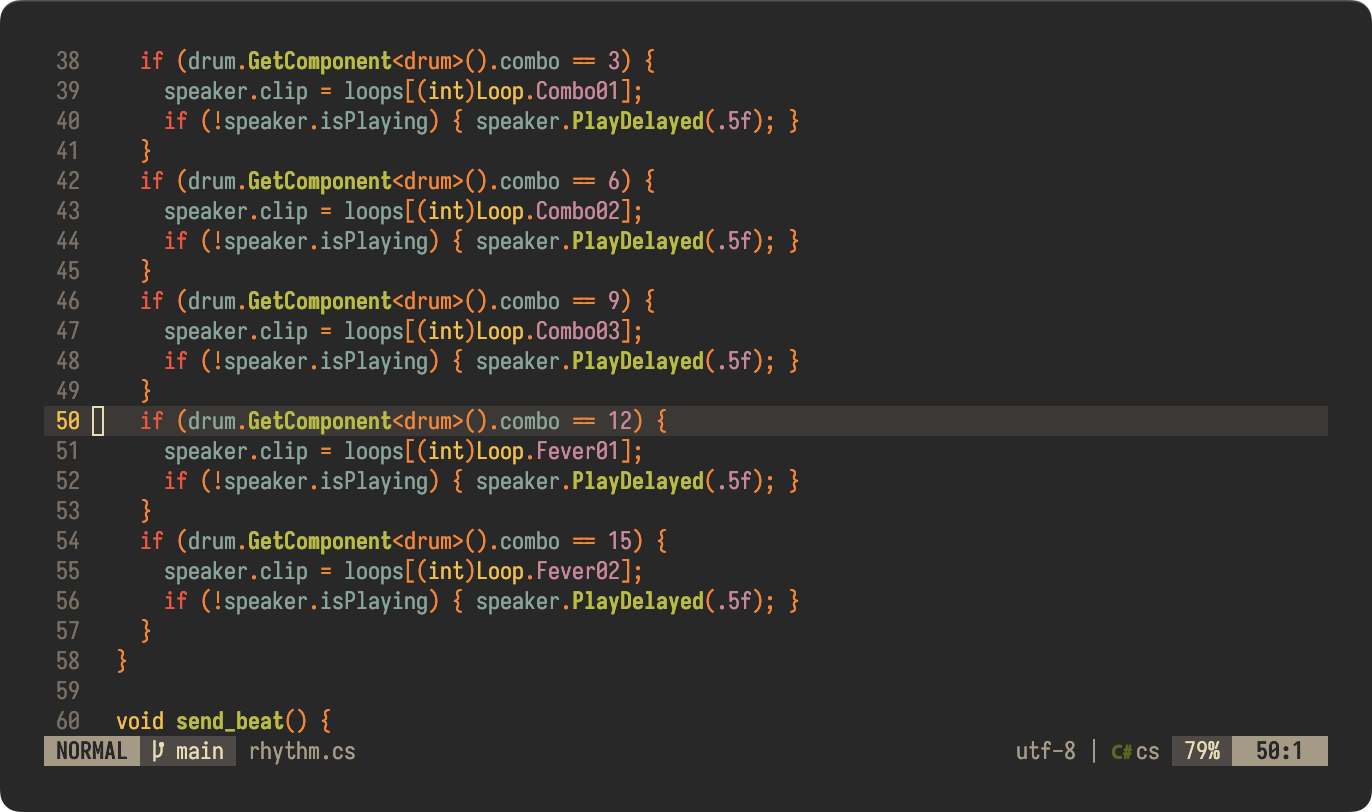 38     if (drum.GetComponent<drum>().combo == 3) {
39       speaker.clip = loops[(int)Loop.Combo01];
40       if (!speaker.isPlaying) { speaker.PlayDelayed(.5f); }
41     }
42     if (drum.GetComponent<drum>().combo == 6) {
43       speaker.clip = loops[(int)Loop.Combo02];
44       if (!speaker.isPlaying) { speaker.PlayDelayed(.5f); }
45     }
46     if (drum.GetComponent<drum>().combo == 9) {
47       speaker.clip = loops[(int)Loop.Combo03];
48       if (!speaker.isPlaying) { speaker.PlayDelayed(.5f); }
49     }
50     if (drum.GetComponent<drum>().combo == 12) {
51       speaker.clip = loops[(int)Loop.Fever01];
52       if (!speaker.isPlaying) { speaker.PlayDelayed(.5f); }
53     }
54     if (drum.GetComponent<drum>().combo == 15) {
55       speaker.clip = loops[(int)Loop.Fever02];
56       if (!speaker.isPlaying) { speaker.PlayDelayed(.5f); }
57     }
58   }
59
60   void send_beat() {
NORMAL main rhythm.cs utf-8 | C# cs 79% 50:1